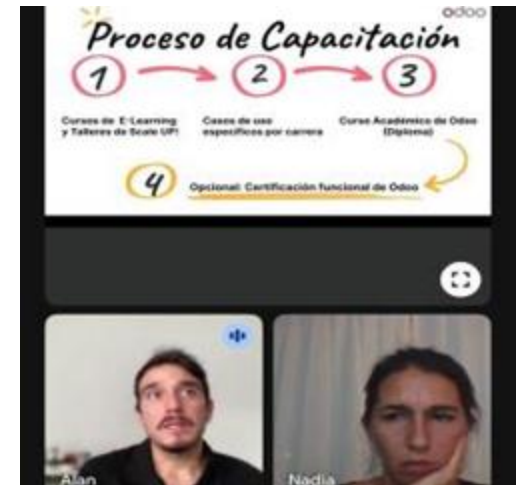 odoo
Proceso de Capacitación
1
2
3
Cursos de E-Learning
y Talleres de Scale UP!
Casos de uso
específicos por carrera
Curso Académico de Odoo
(Diploma)
4
Opcional: Certificación funcional de Odoo
Alan
Nadia